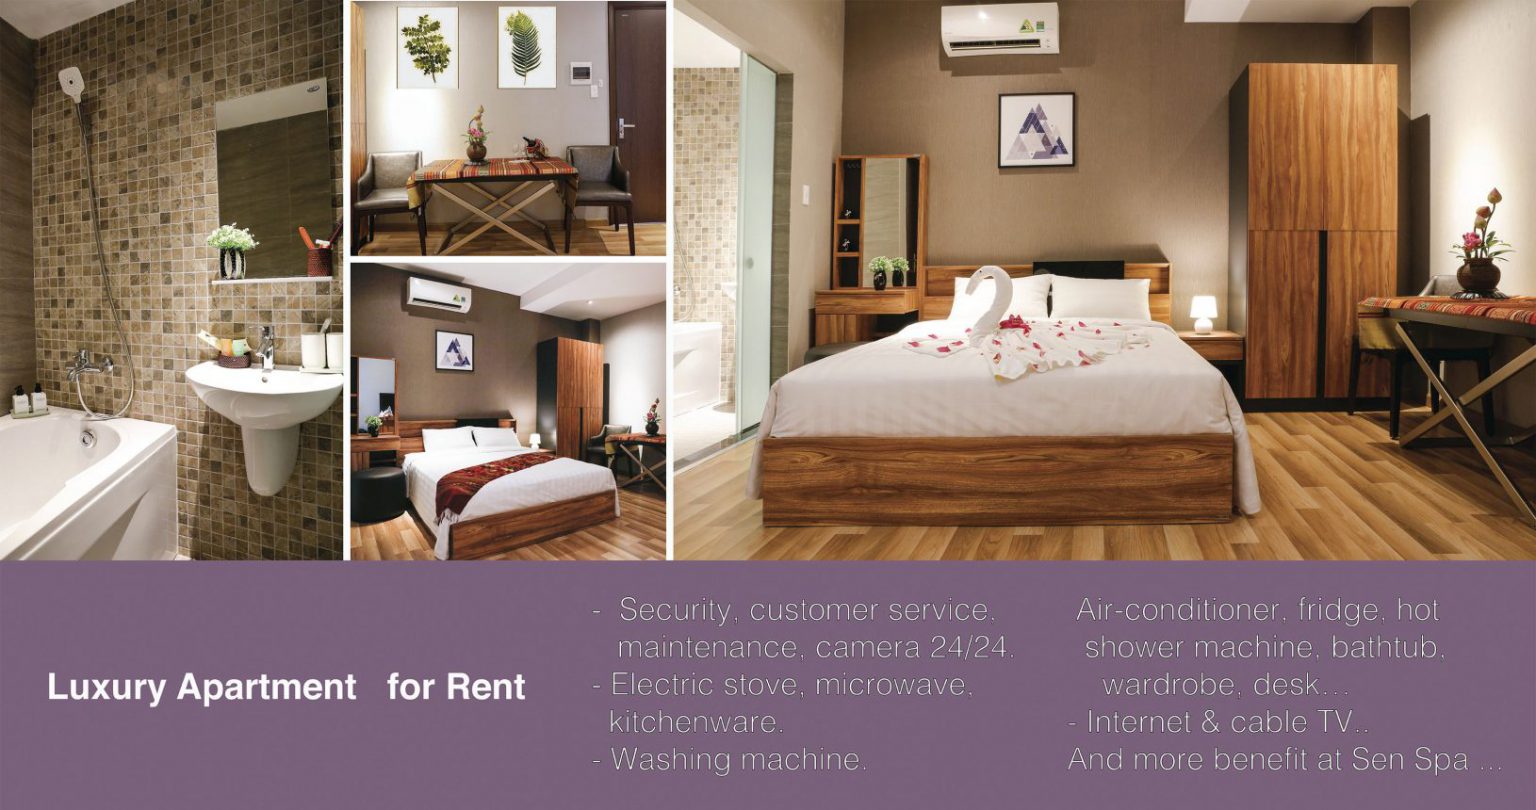 Luxury Apartment for Rent
- Security, customer service,
maintenance, camera 24/24.
- Electric stove, microwave,
kitchenware.
- Washing machine.
Air-conditioner, fridge, hot
shower machine, bathtub,
wardrobe, desk...
- Internet & cable TV..
And more benefit at Sen Spa ...